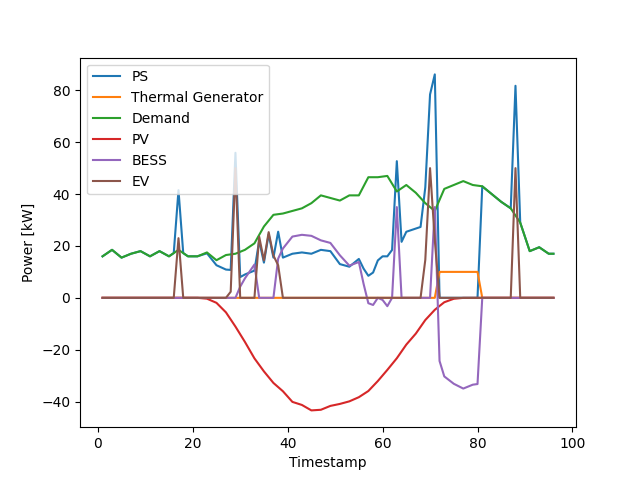 PS
Thermal Generator
Demand
PV
BESS
EV
Power [kW]
80
60
40
20
0
−20
−40
0 20 40 60 80 100
Timestamp